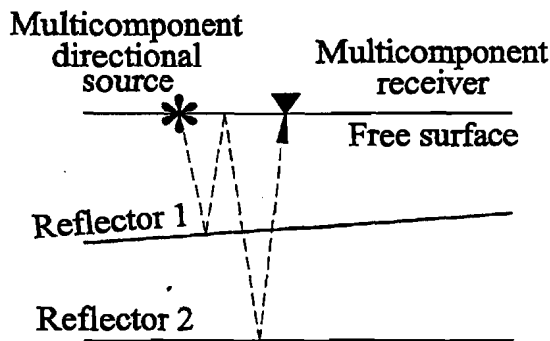 Multicomponent
directional
source
Multicomponent
receiver
Free surface
Reflector 1
Reflector 2